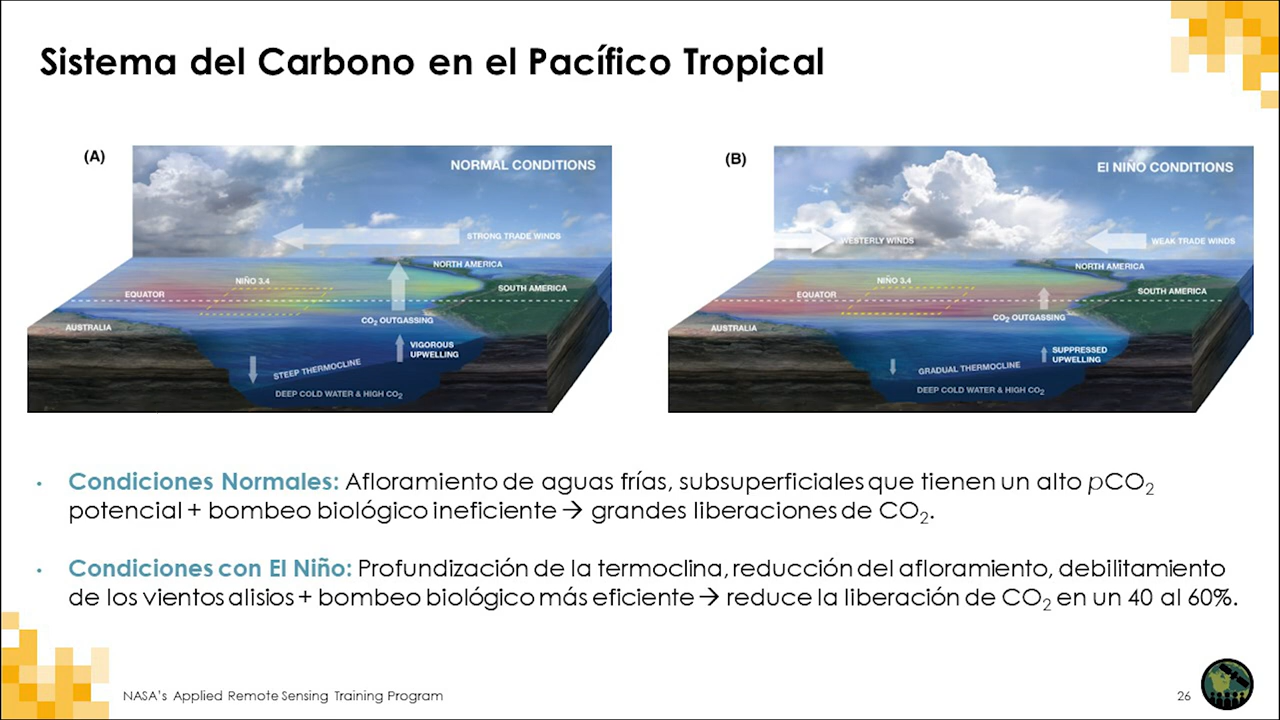 Sistema del Carbono en el Pacífico Tropical
(A)
NORMAL CONDITIONS
STRONG TRADE WINDS
NORTH AMERICA
NIÑO 3.4
SOUTH AMERICA
EQUATOR
CO₂ OUTGASSING
AUSTRALIA
VIGOROUS
UPWELLING
STEEP THERMOCLINE
DEEP COLD WATER & HIGH CO₂
(B)
El NIÑO CONDITIONS
WESTERLY WINDS
WEAK TRADE WINDS
NORTH AMERICA
NIÑO 3.4
SOUTH AMERICA
EQUATOR
CO₂ OUTGASSING
AUSTRALIA
SUPPRESSED
UPWELLING
GRADUAL THERMOCLINE
DEEP COLD WATER & HIGH CO₂
• Condiciones Normales: Afloramiento de aguas frías, subsuperficiales que tienen un alto pCO₂
potencial + bombeo biológico ineficiente → grandes liberaciones de CO₂.
• Condiciones con El Niño: Profundización de la termoclina, reducción del afloramiento, debilitamiento
de los vientos alisios + bombeo biológico más eficiente → reduce la liberación de CO₂ en un 40 al 60%.
NASA's Applied Remote Sensing Training Program
26